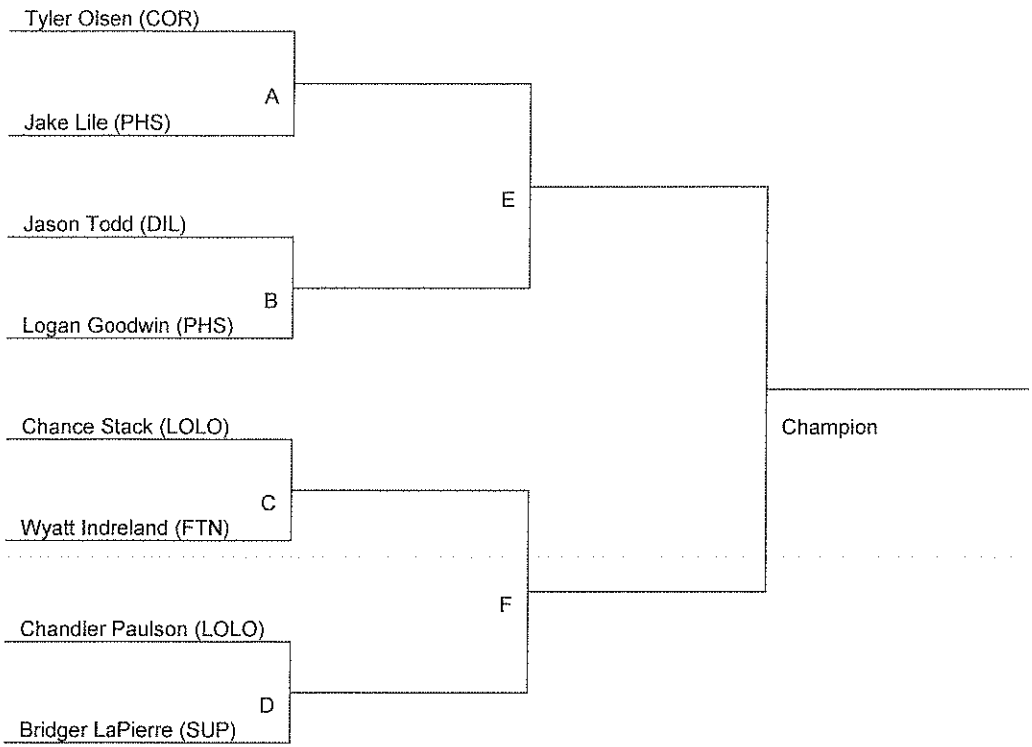 Tyler Olsen (COR)
A
Jake Lile (PHS)
E
Jason Todd (DIL)
B
Logan Goodwin (PHS)
Chance Stack (LOLO)
Champion
C
Wyatt Indreland (FTN)
F
Chandler Paulson (LOLO)
D
Bridger LaPierre (SUP)